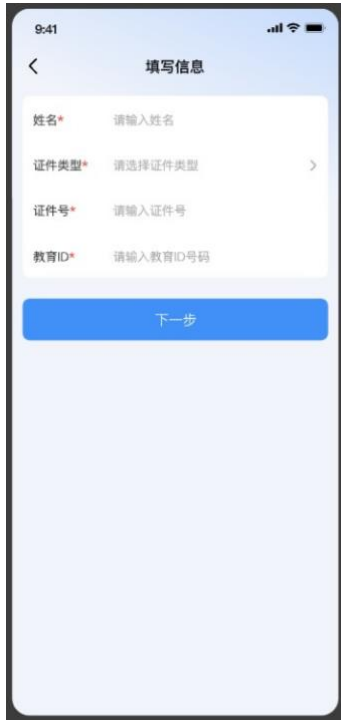 9:41
填写信息
姓名* 请输入姓名
证件类型* 请选择证件类型
证件号* 请输入证件号
教育ID* 请输入教育ID号码
下一步